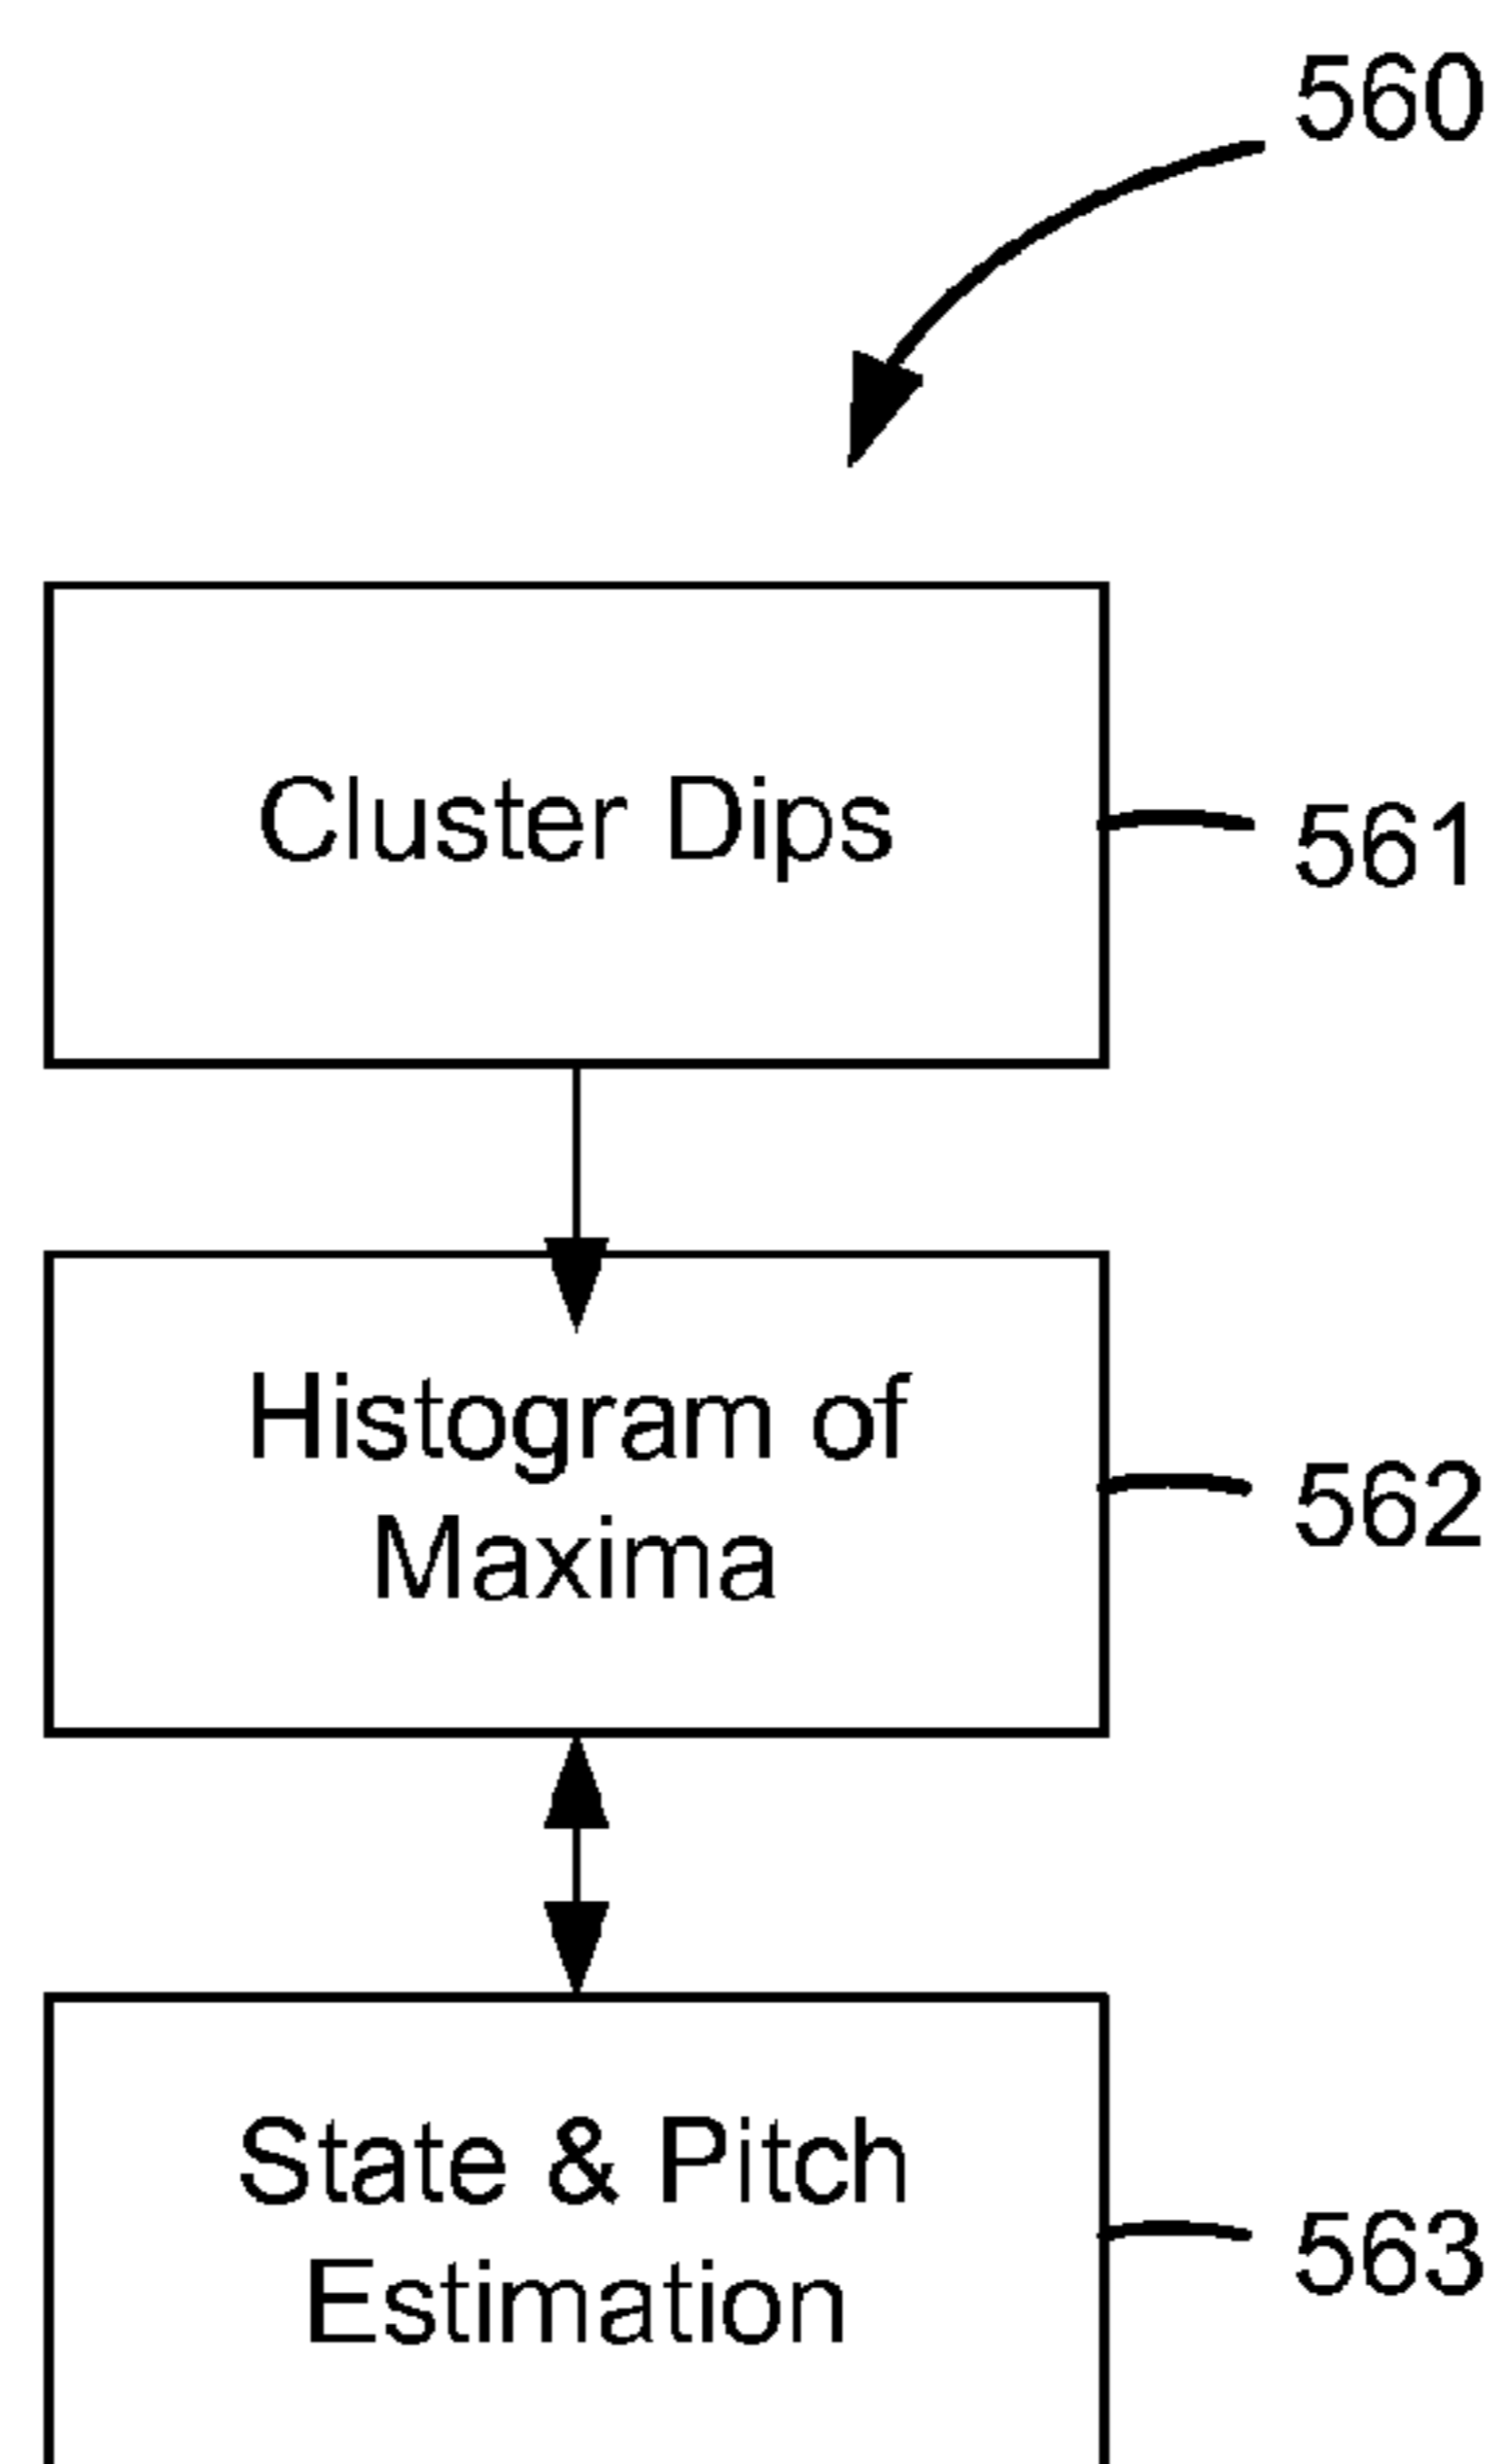 560
Cluster Dips
561
Histogram of
Maxima
562
State & Pitch
Estimation
563